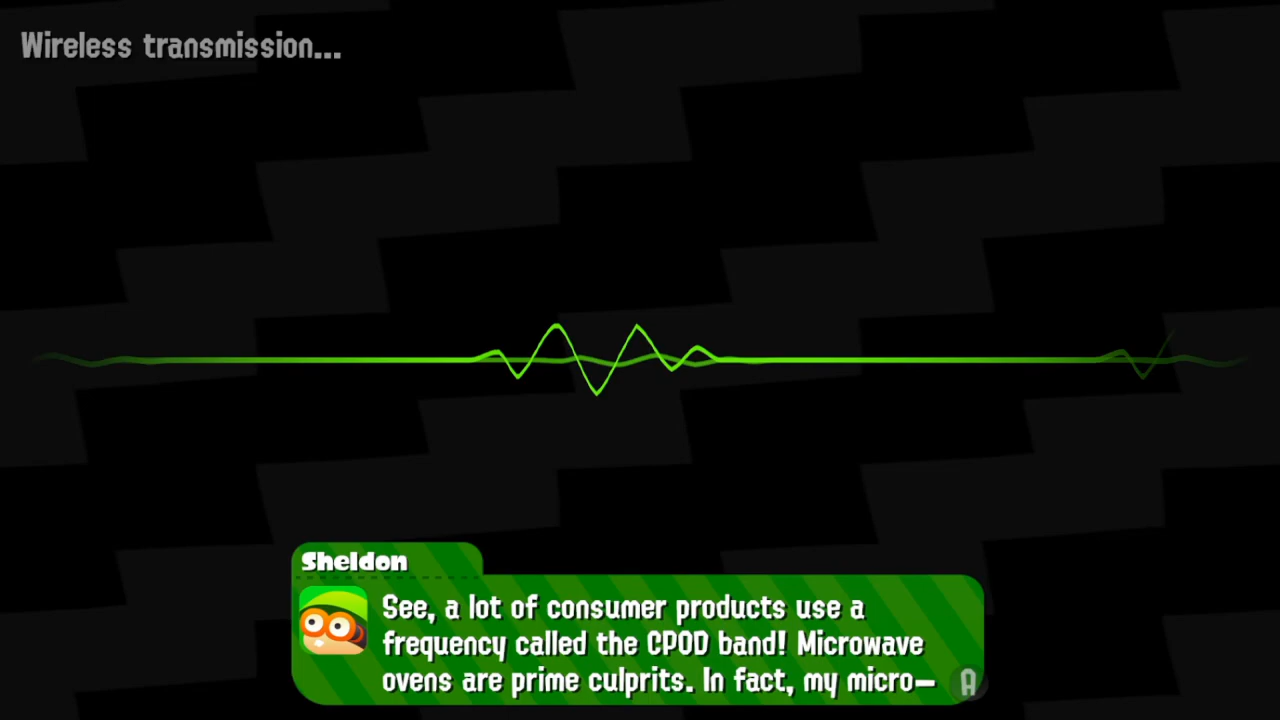 Wireless transmission...
Sheldon
See, a lot of consumer products use a
frequency called the CPOD band! Microwave
ovens are prime culprits. In fact, my micro–
A